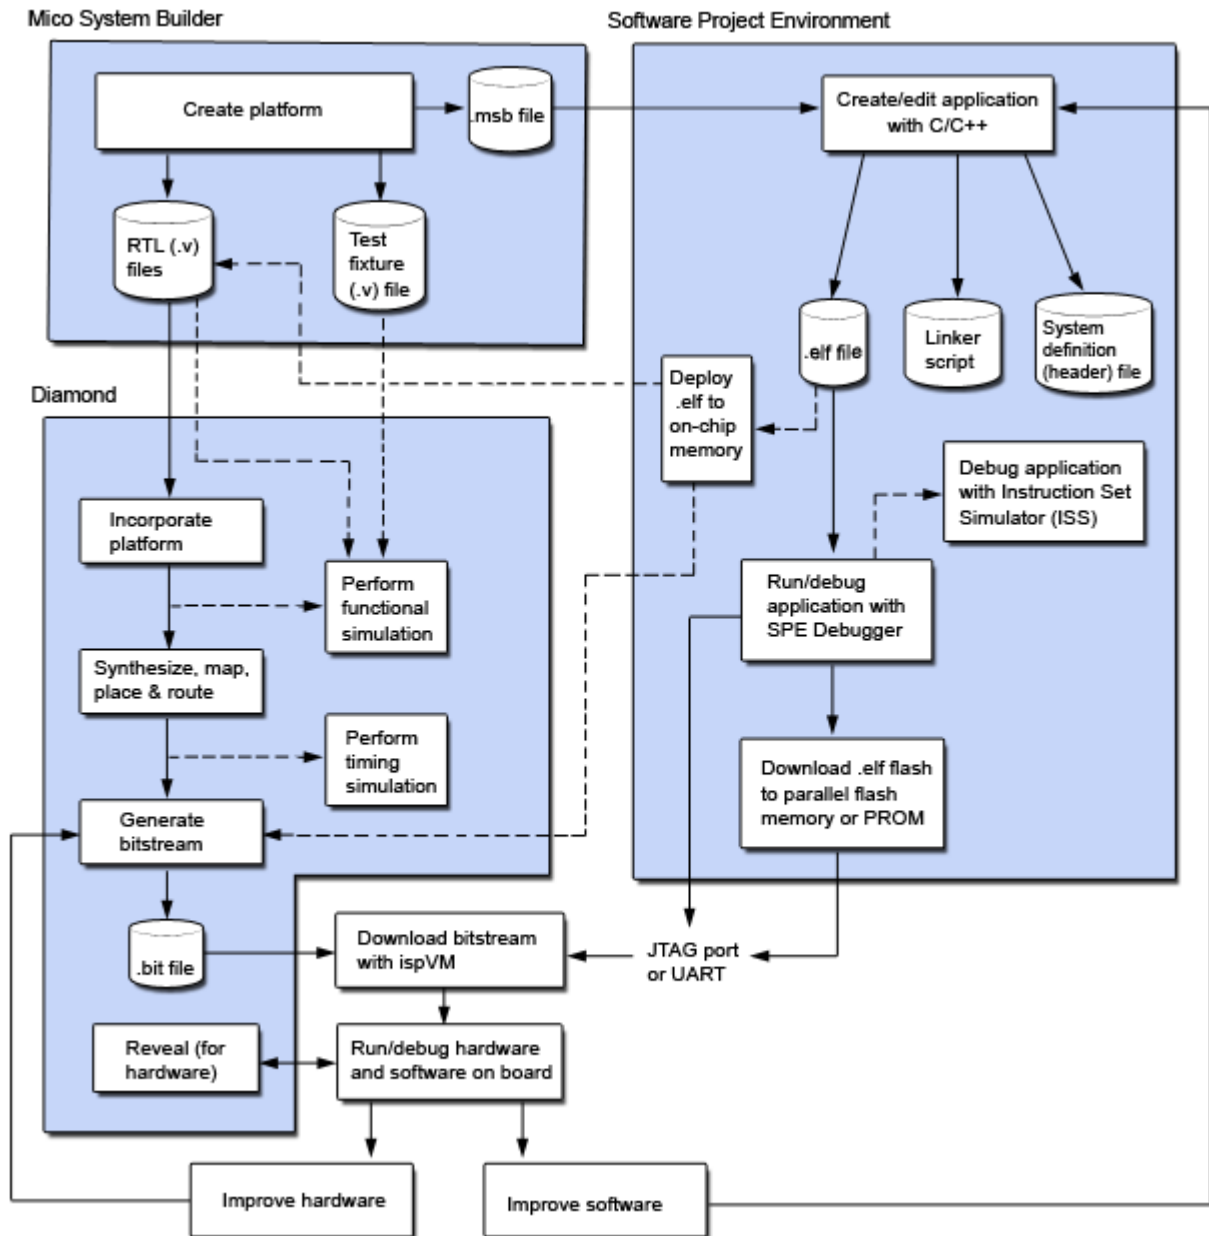 Mico System Builder
Software Project Environment
Create platform
.msb file
Create/edit application
with C/C++
RTL (.v)
files
Test
fixture
(.v) file
.elf file
Linker
script
System
definition
(header) file
Deploy
.elf to
on-chip
memory
Diamond
Debug application
with Instruction Set
Simulator (ISS)
Incorporate
platform
Perform
functional
simulation
Run/debug
application with
SPE Debugger
Synthesize, map,
place & route
Perform
timing
simulation
Download .elf flash
to parallel flash
memory or PROM
Generate
bitstream
.bit file
Download bitstream
with ispVM
JTAG port
or UART
Reveal (for
hardware)
Run/debug hardware
and software on board
Improve hardware
Improve software